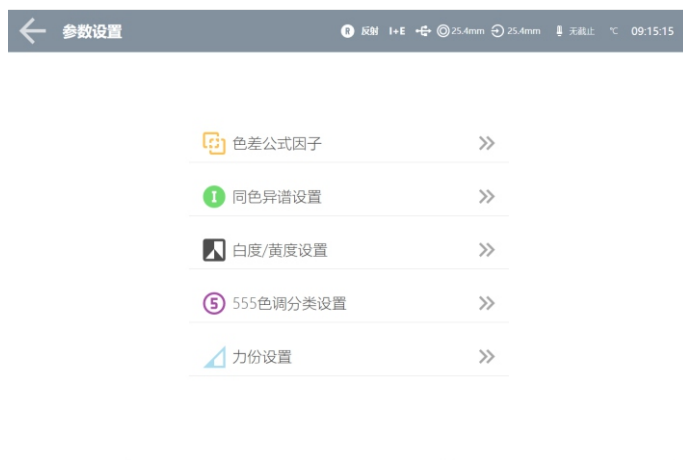 参数设置 R 反射 I+E 25.4mm 25.4mm 无截止 ℃ 09:15:15
色差公式因子
I 同色异谱设置
白度/黄度设置
5 555色调分类设置
力份设置